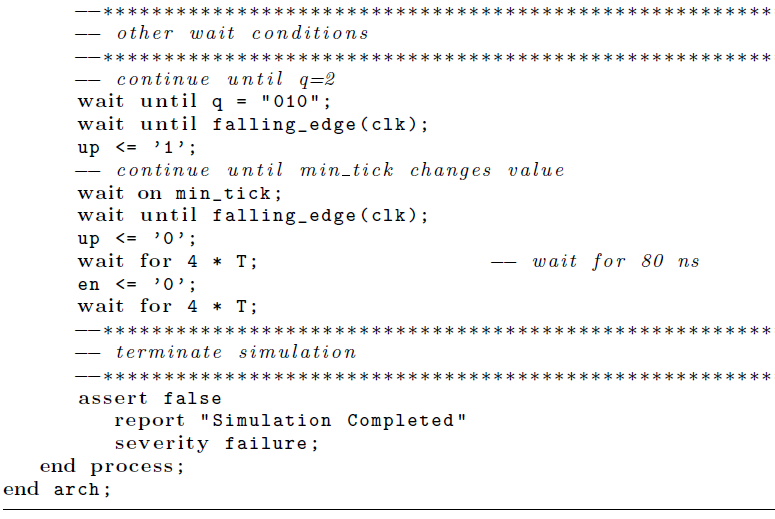 --*******************************************************
-- other wait conditions
--*******************************************************
-- continue until q=2
wait until q = "010";
wait until falling_edge(clk);
up <= '1';
-- continue until min_tick changes value
wait on min_tick;
wait until falling_edge(clk);
up <= '0';
wait for 4 * T; -- wait for 80 ns
en <= '0';
wait for 4 * T;
--*******************************************************
-- terminate simulation
--*******************************************************
assert false
report "Simulation Completed"
severity failure;
end process;
end arch;